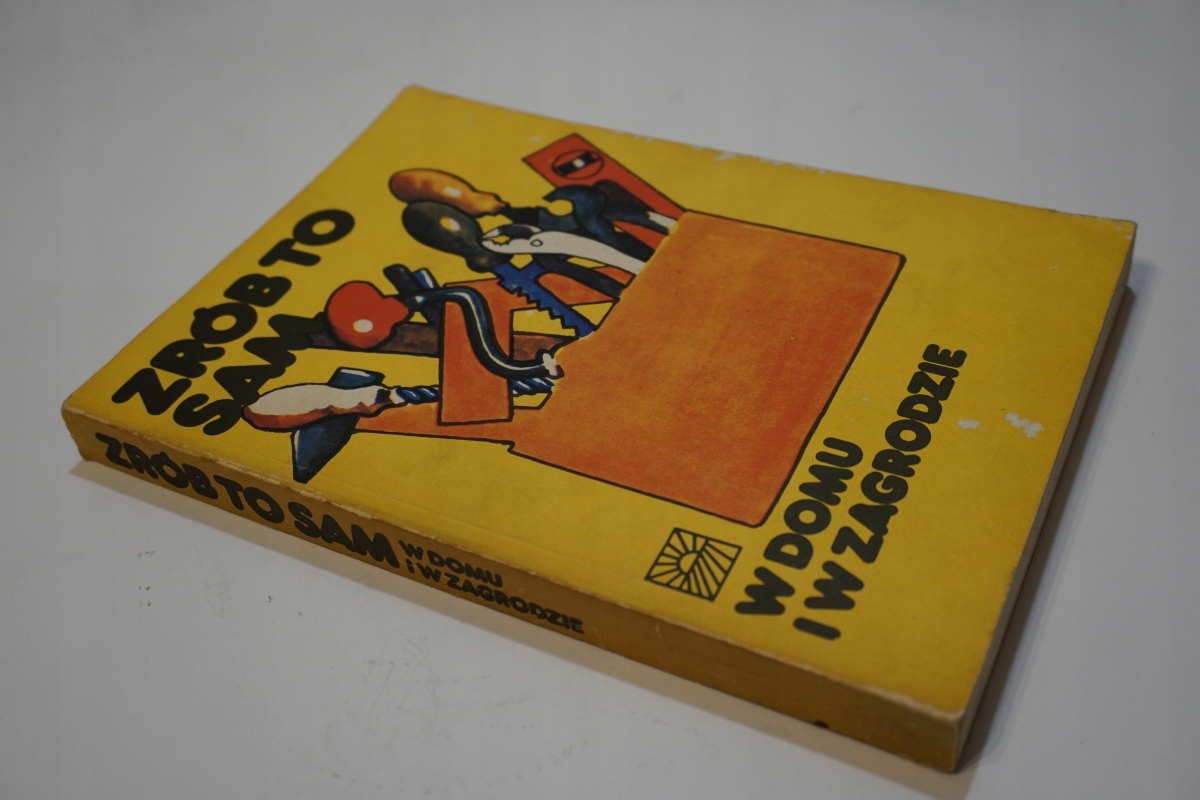 ZRÓB TO
SAM
W DOMU
I W ZAGRODZIE
ZRÓB TO SAM
W DOMU
I W ZAGRODZIE